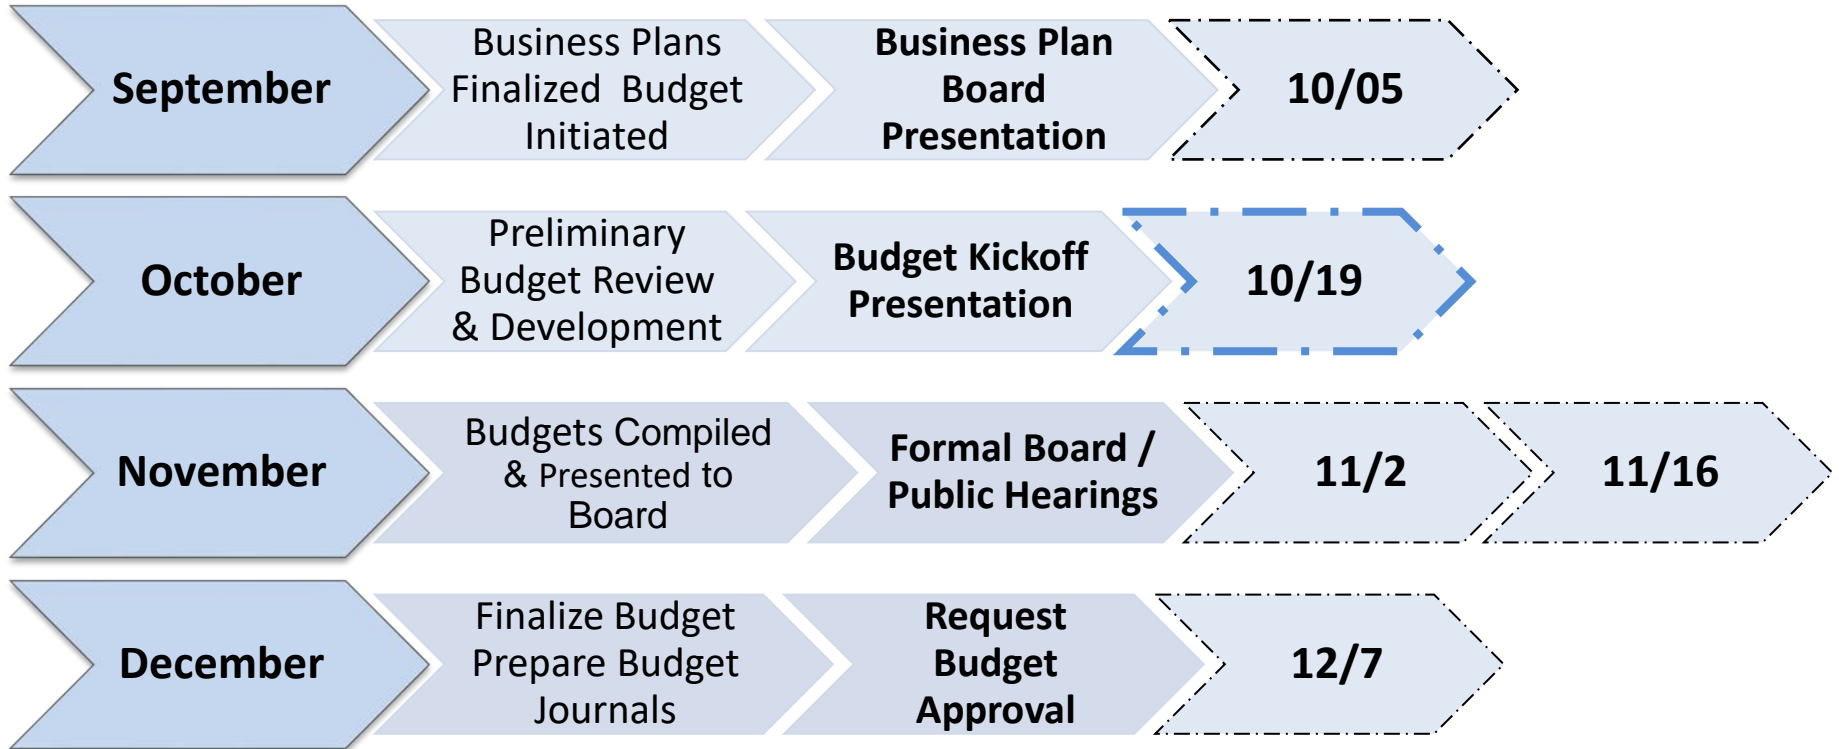 September
Business Plans
Finalized  Budget
Initiated
Business Plan
Board
Presentation
10/05
October
Preliminary
Budget Review
& Development
Budget Kickoff
Presentation
10/19
November
Budgets Compiled
& Presented to
Board
Formal Board /
Public Hearings
11/2
11/16
December
Finalize Budget
Prepare Budget
Journals
Request
Budget
Approval
12/7